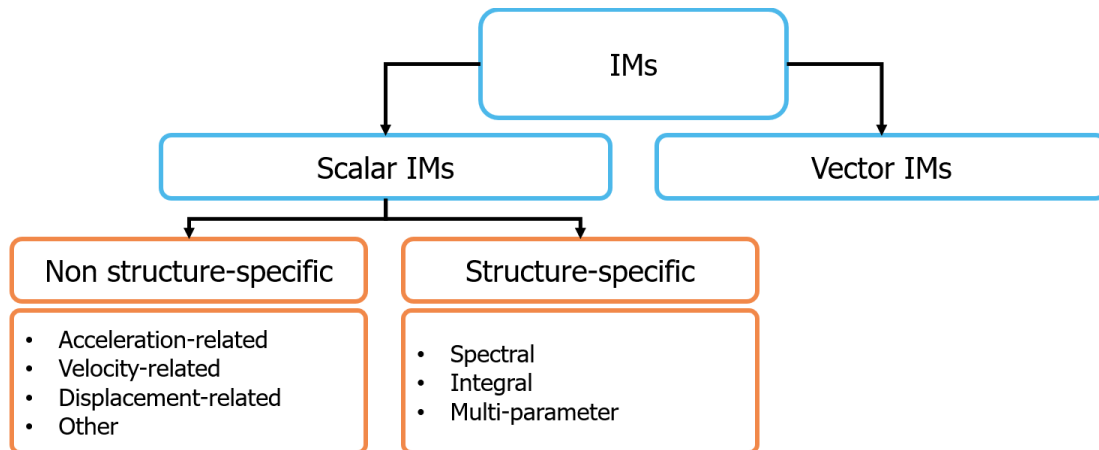 IMs
Scalar IMs
Vector IMs
Non structure-specific
Structure-specific
• Acceleration-related
• Velocity-related
• Displacement-related
• Other
• Spectral
• Integral
• Multi-parameter